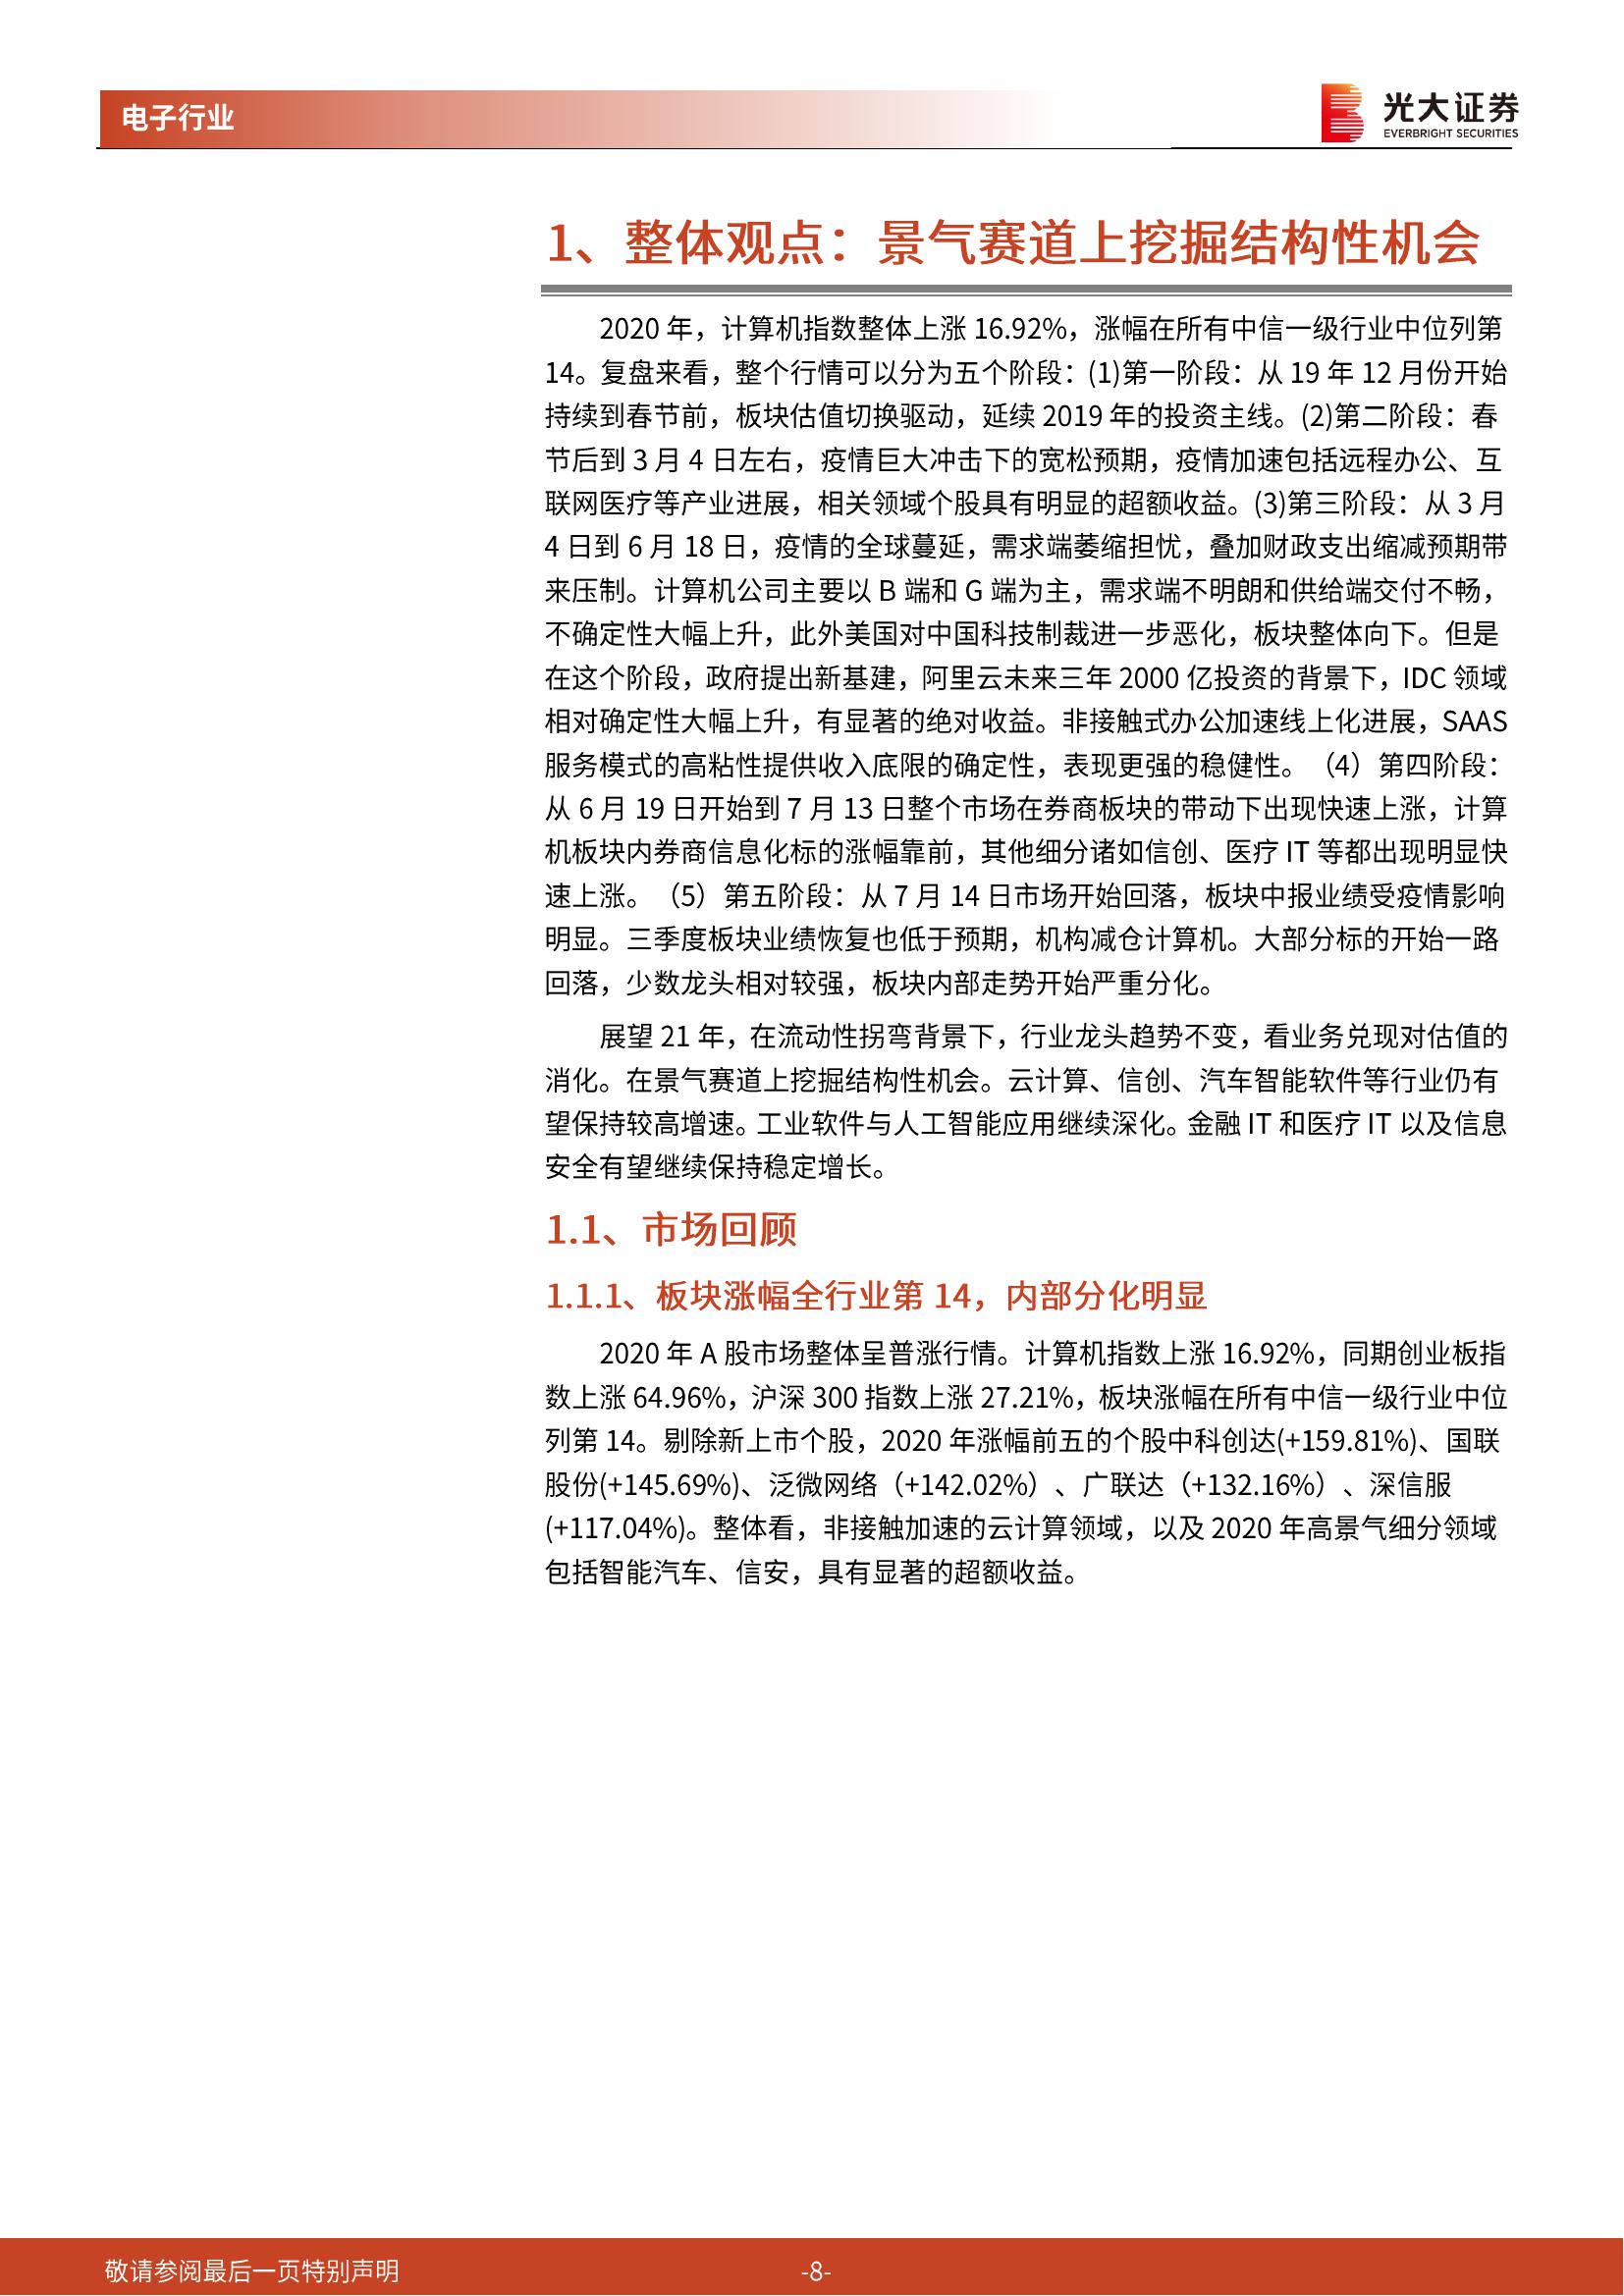 电子行业
光大证券
EVERBRIGHT SECURITIES
1、整体观点：景气赛道上挖掘结构性机会
2020 年，计算机指数整体上涨 16.92%，涨幅在所有中信一级行业中位列第
14。复盘来看，整个行情可以分为五个阶段：(1)第一阶段：从 19 年 12 月份开始
持续到春节前，板块估值切换驱动，延续 2019 年的投资主线。(2)第二阶段：春
节后到 3 月 4 日左右，疫情巨大冲击下的宽松预期，疫情加速包括远程办公、互
联网医疗等产业进展，相关领域个股具有明显的超额收益。(3)第三阶段：从 3 月
4 日到 6 月 18 日，疫情的全球蔓延，需求端萎缩担忧，叠加财政支出缩减预期带
来压制。计算机公司主要以 B 端和 G 端为主，需求端不明朗和供给端交付不畅，
不确定性大幅上升，此外美国对中国科技制裁进一步恶化，板块整体向下。但是
在这个阶段，政府提出新基建，阿里云未来三年 2000 亿投资的背景下，IDC 领域
相对确定性大幅上升，有显著的绝对收益。非接触式办公加速线上化进展，SAAS
服务模式的高粘性提供收入底限的确定性，表现更强的稳健性。（4）第四阶段：
从 6 月 19 日开始到 7 月 13 日整个市场在券商板块的带动下出现快速上涨，计算
机板块内券商信息化标的涨幅靠前，其他细分诸如信创、医疗 IT 等都出现明显快
速上涨。（5）第五阶段：从 7 月 14 日市场开始回落，板块中报业绩受疫情影响
明显。三季度板块业绩恢复也低于预期，机构减仓计算机。大部分标的开始一路
回落，少数龙头相对较强，板块内部走势开始严重分化。
展望 21 年，在流动性拐弯背景下，行业龙头趋势不变，看业务兑现对估值的
消化。在景气赛道上挖掘结构性机会。云计算、信创、汽车智能软件等行业仍有
望保持较高增速。工业软件与人工智能应用继续深化。金融 IT 和医疗 IT 以及信息
安全有望继续保持稳定增长。
1.1、市场回顾
1.1.1、板块涨幅全行业第 14，内部分化明显
2020 年 A 股市场整体呈普涨行情。计算机指数上涨 16.92%，同期创业板指
数上涨 64.96%，沪深 300 指数上涨 27.21%，板块涨幅在所有中信一级行业中位
列第 14。剔除新上市个股，2020 年涨幅前五的个股中科创达(+159.81%)、国联
股份(+145.69%)、泛微网络（+142.02%）、广联达（+132.16%）、深信服
(+117.04%)。整体看，非接触加速的云计算领域，以及 2020 年高景气细分领域
包括智能汽车、信安，具有显著的超额收益。
敬请参阅最后一页特别声明
-8-